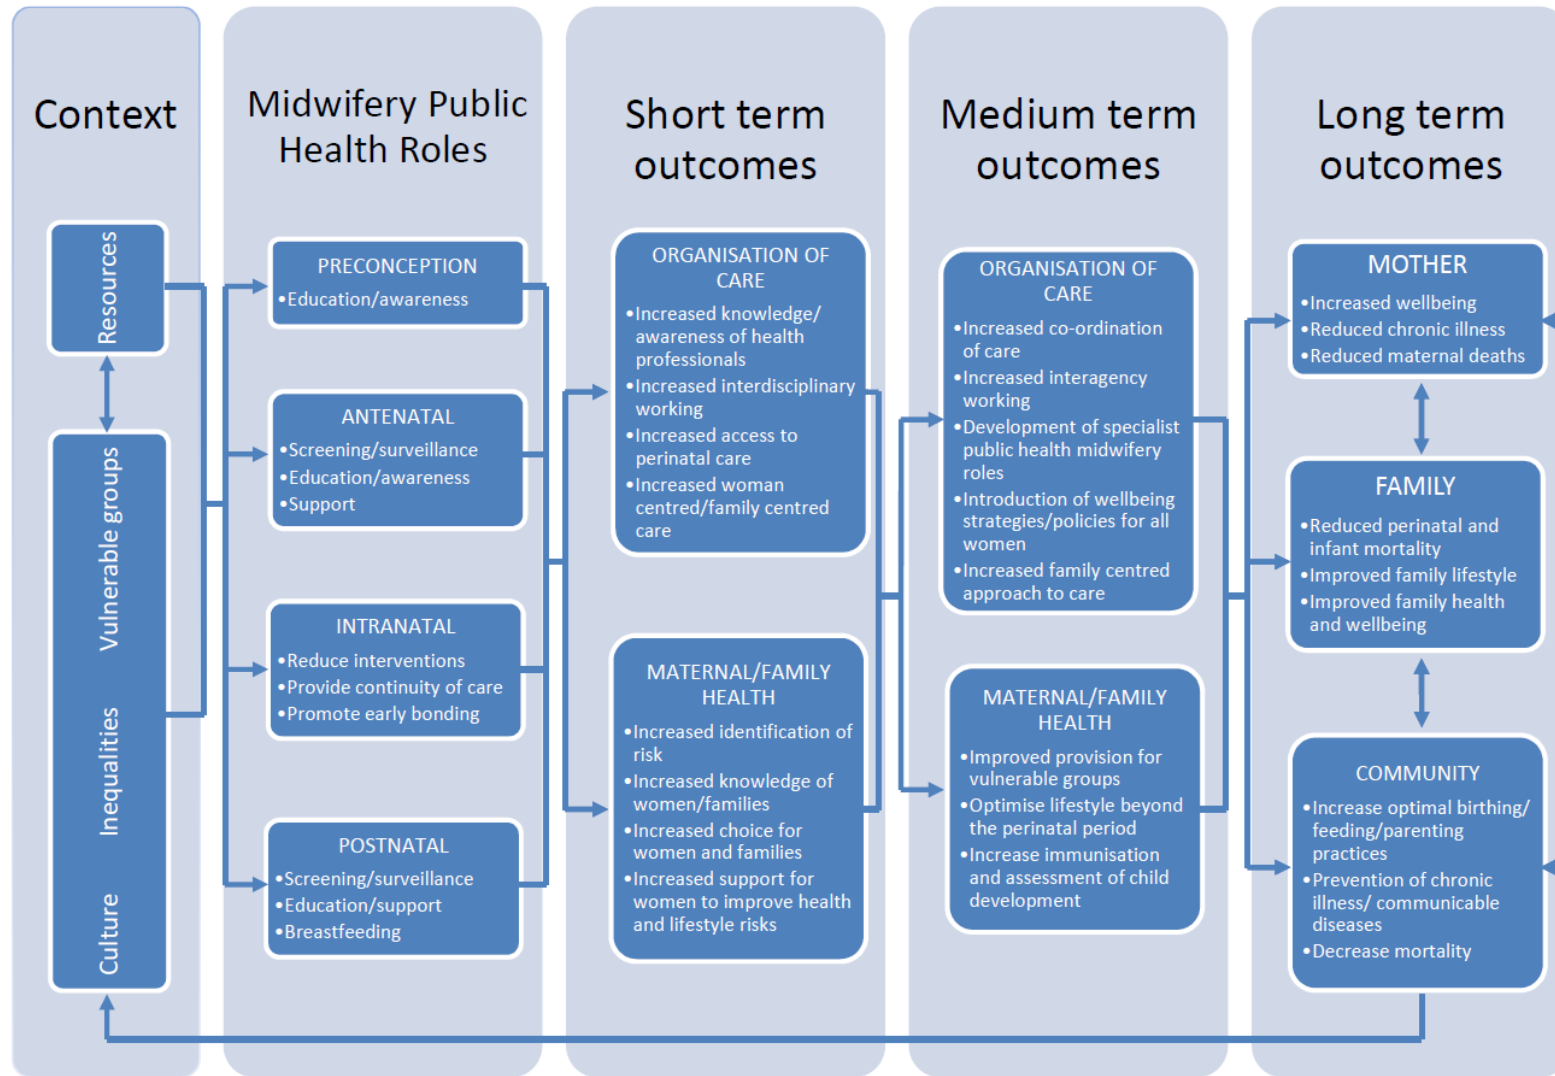 Context
Resources
Vulnerable groups
Inequalities
Culture
Midwifery Public
Health Roles
PRECONCEPTION
•Education/awareness
ANTENATAL
•Screening/surveillance
•Education/awareness
•Support
INTRANATAL
•Reduce interventions
•Provide continuity of care
•Promote early bonding
POSTNATAL
•Screening/surveillance
•Education/support
•Breastfeeding
Short term
outcomes
ORGANISATION OF
CARE
•Increased knowledge/
awareness of health
professionals
•Increased interdisciplinary
working
•Increased access to
perinatal care
•Increased woman
centred/family centred
care
MATERNAL/FAMILY
HEALTH
•Increased identification of
risk
•Increased knowledge of
women/families
•Increased choice for
women and families
•Increased support for
women to improve health
and lifestyle risks
Medium term
outcomes
ORGANISATION OF
CARE
•Increased co-ordination
of care
•Increased interagency
working
•Development of specialist
public health midwifery
roles
•Introduction of wellbeing
strategies/policies for all
women
•Increased family centred
approach to care
MATERNAL/FAMILY
HEALTH
•Improved provision for
vulnerable groups
•Optimise lifestyle beyond
the perinatal period
•Increase immunisation
and assessment of child
development
Long term
outcomes
MOTHER
•Increased wellbeing
•Reduced chronic illness
•Reduced maternal deaths
FAMILY
•Reduced perinatal and
infant mortality
•Improved family lifestyle
•Improved family health
and wellbeing
COMMUNITY
•Increase optimal birthing/
feeding/parenting
practices
•Prevention of chronic
illness/ communicable
diseases
•Decrease mortality